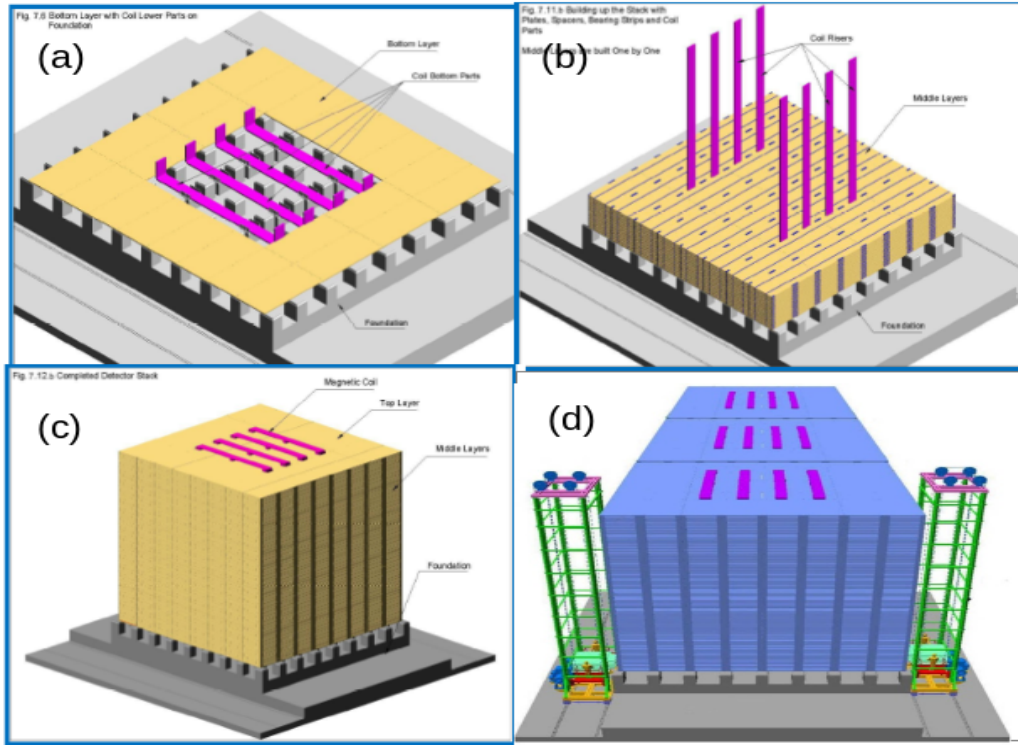 Fig. 7.6 Bottom Layer with Coil Lower Parts on
Foundation
(a)
Bottom Layer
Coil Bottom Parts
Foundation
Fig. 7.11.b Building up the Stack with
Plates, Spacers, Bearing Strips and Coil
Parts
Middle Layers are built One by One
(b)
Coil Risers
Middle Layers
Foundation
Fig. 7.12.b Completed Detector Stack
(c)
Magnetic Coil
Top Layer
Middle Layers
Foundation
(d)